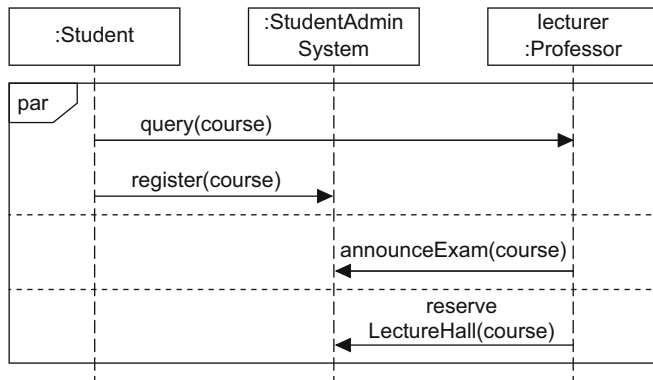 :Student
:StudentAdmin
System
lecturer
:Professor
par
query(course)
register(course)
announceExam(course)
reserve
LectureHall(course)